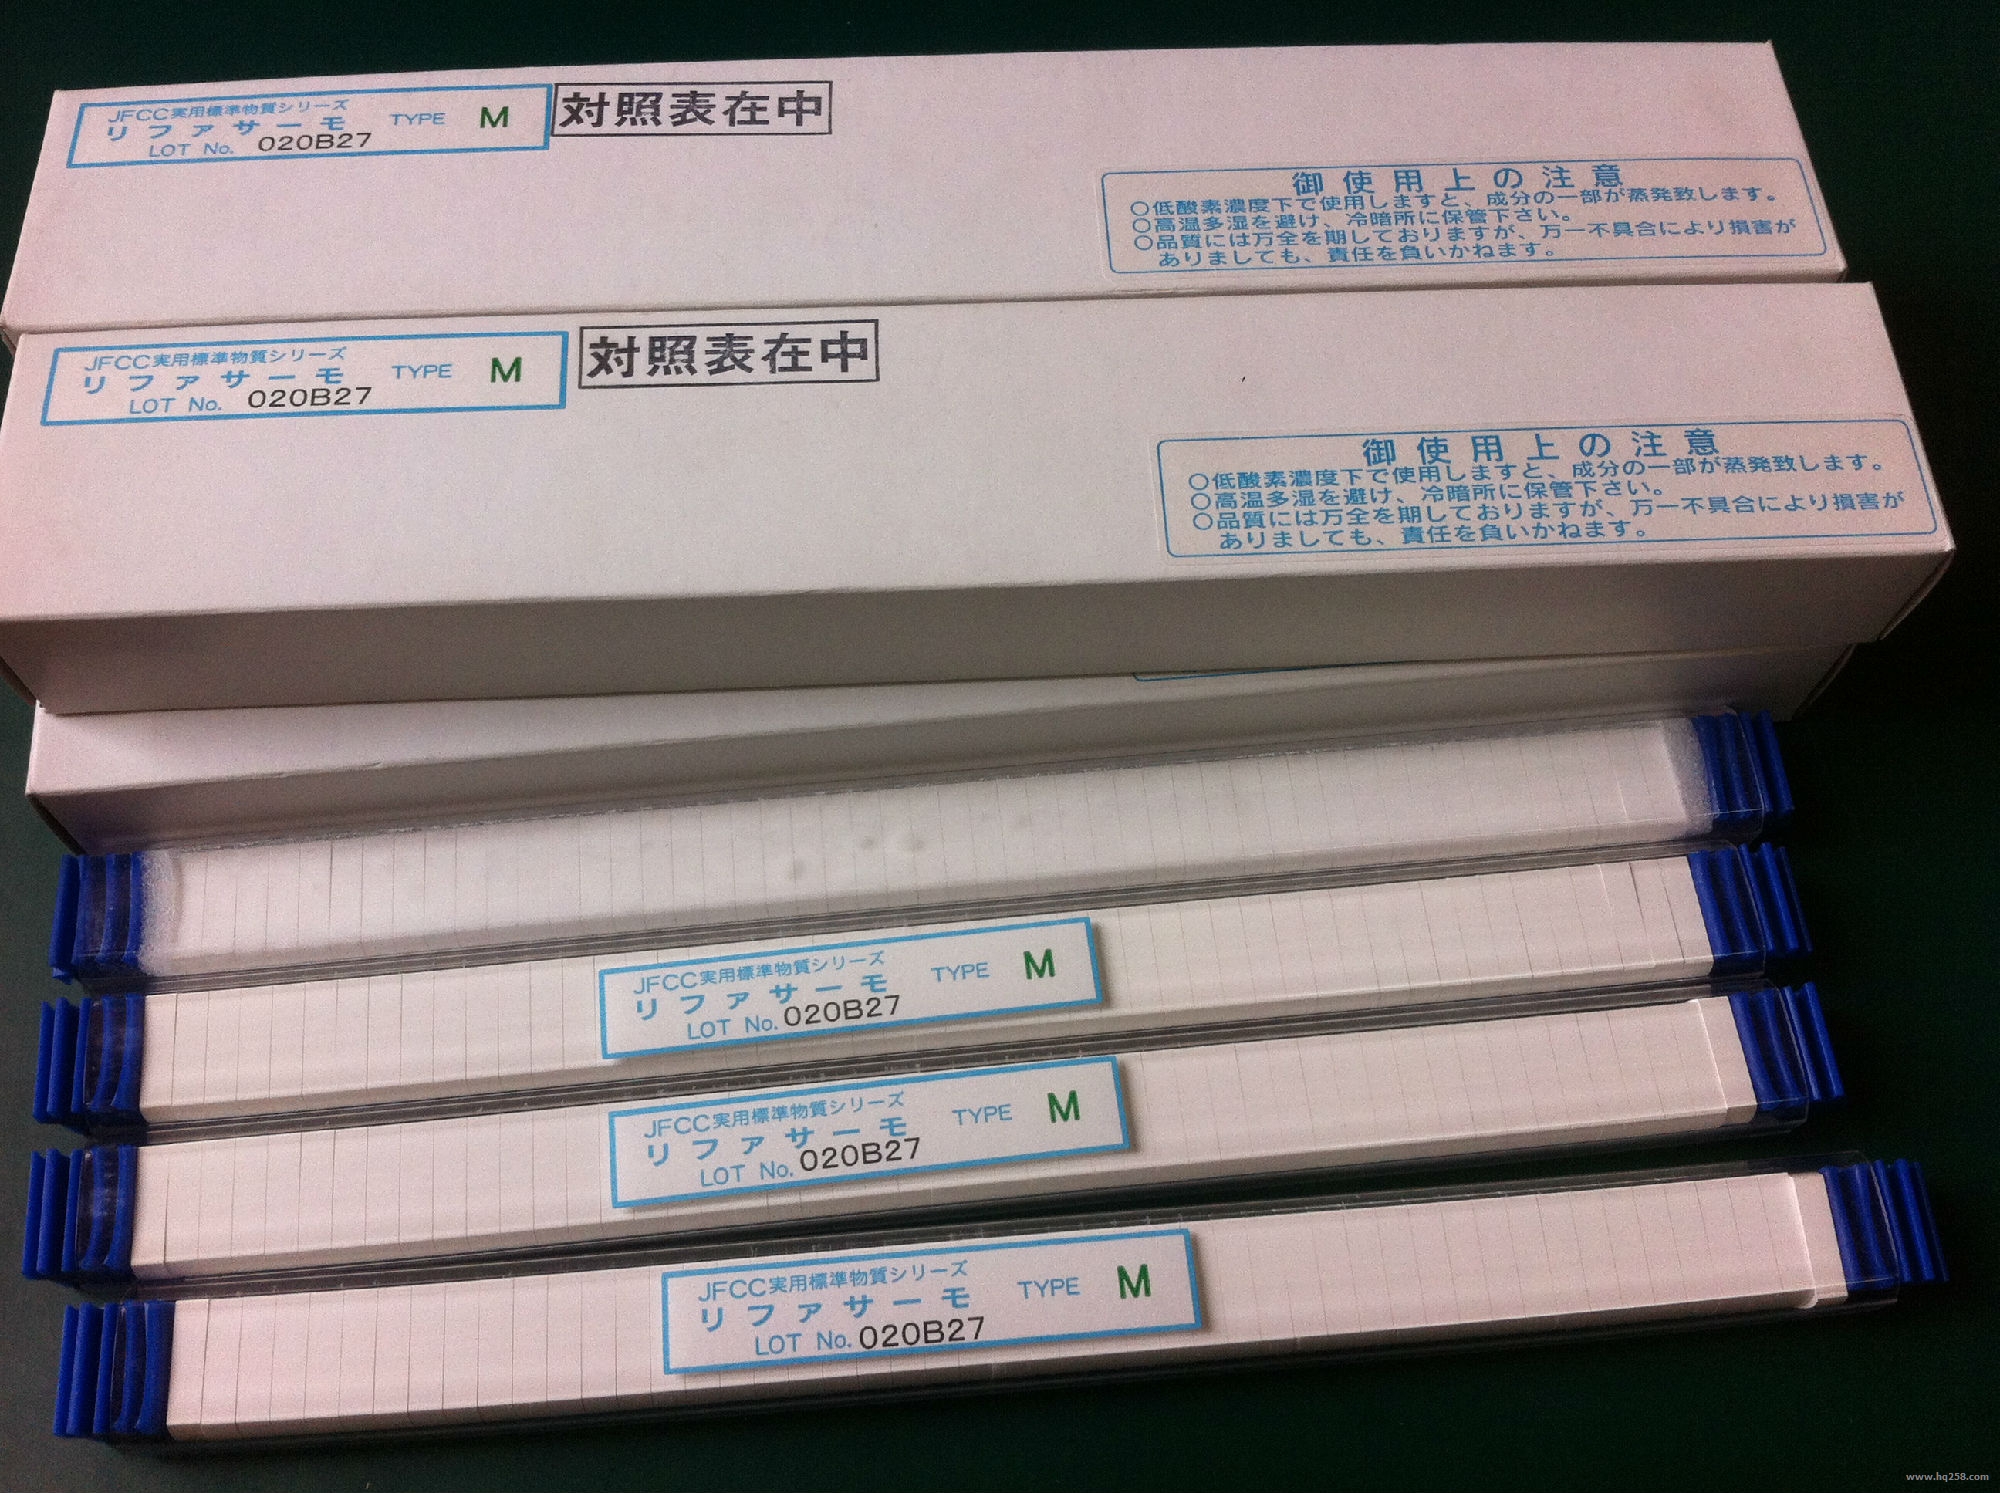 JFCC実用標準物質シリーズ
リファサーモ TYPE M
LOT No. 020B27
対照表在中
御使用上の注意
○低酸素濃度下で使用しますと、成分の一部が蒸発致します。
○高温多湿を避け、冷暗所に保管下さい。
○品質には万全を期しておりますが、万一不具合により損害が
ありましても、責任を負いかねます。
JFCC実用標準物質シリーズ
リファサーモ TYPE M
LOT No. 020B27
対照表在中
御使用上の注意
○低酸素濃度下で使用しますと、成分の一部が蒸発致します。
○高温多湿を避け、冷暗所に保管下さい。
○品質には万全を期しておりますが、万一不具合により損害が
ありましても、責任を負いかねます。
JFCC実用標準物質シリーズ
リファサーモ TYPE M
LOT No. 020B27
JFCC実用標準物質シリーズ
リファサーモ TYPE M
LOT No. 020B27
JFCC実用標準物質シリーズ
リファサーモ TYPE M
LOT No. 020B27
www.hq258.com